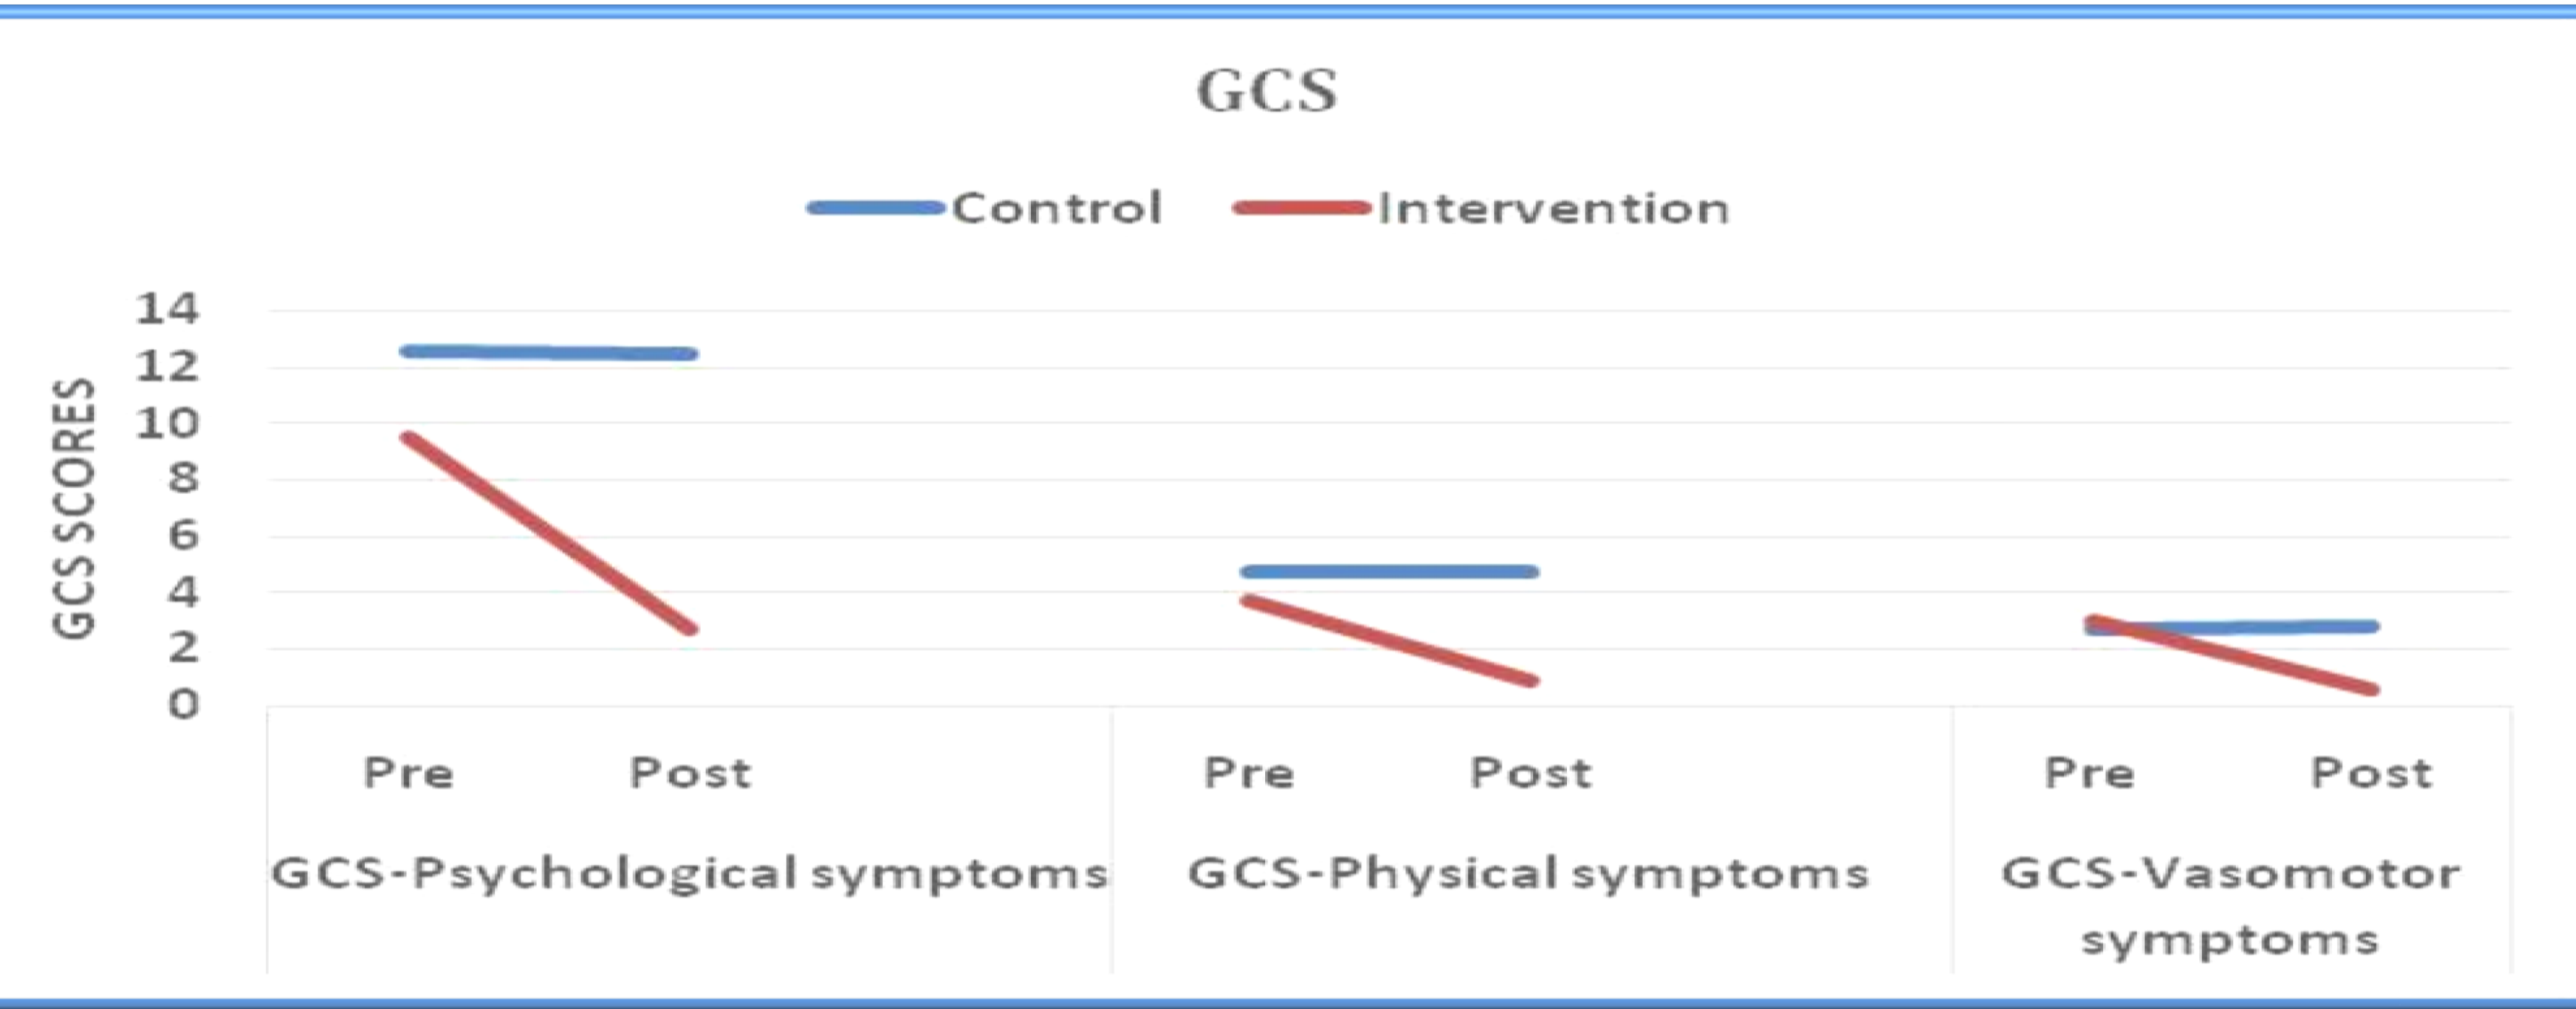 GCS
Control Intervention
GCS SCORES
14
12
10
8
6
4
2
0
Pre Post Pre Post Pre Post
GCS-Psychological symptoms GCS-Physical symptoms GCS-Vasomotor
symptoms